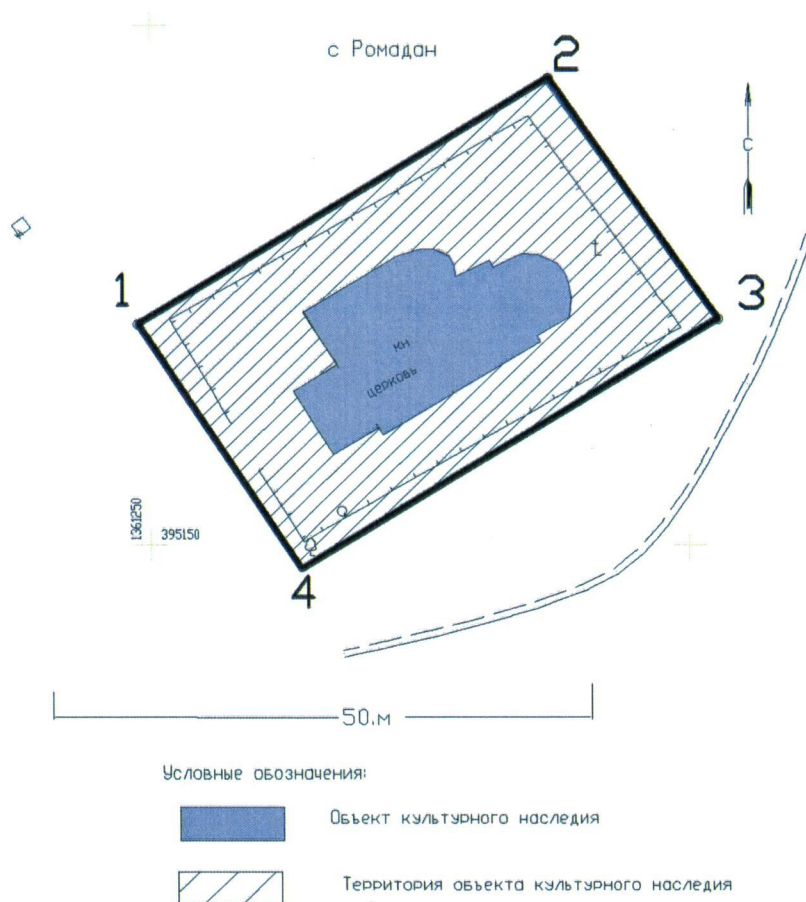 с Ромадан
2
С
1
3
КН
церковь
1361250
395150
4
50.м
Условные обозначения:
Объект культурного наследия
Территория объекта культурного наследия